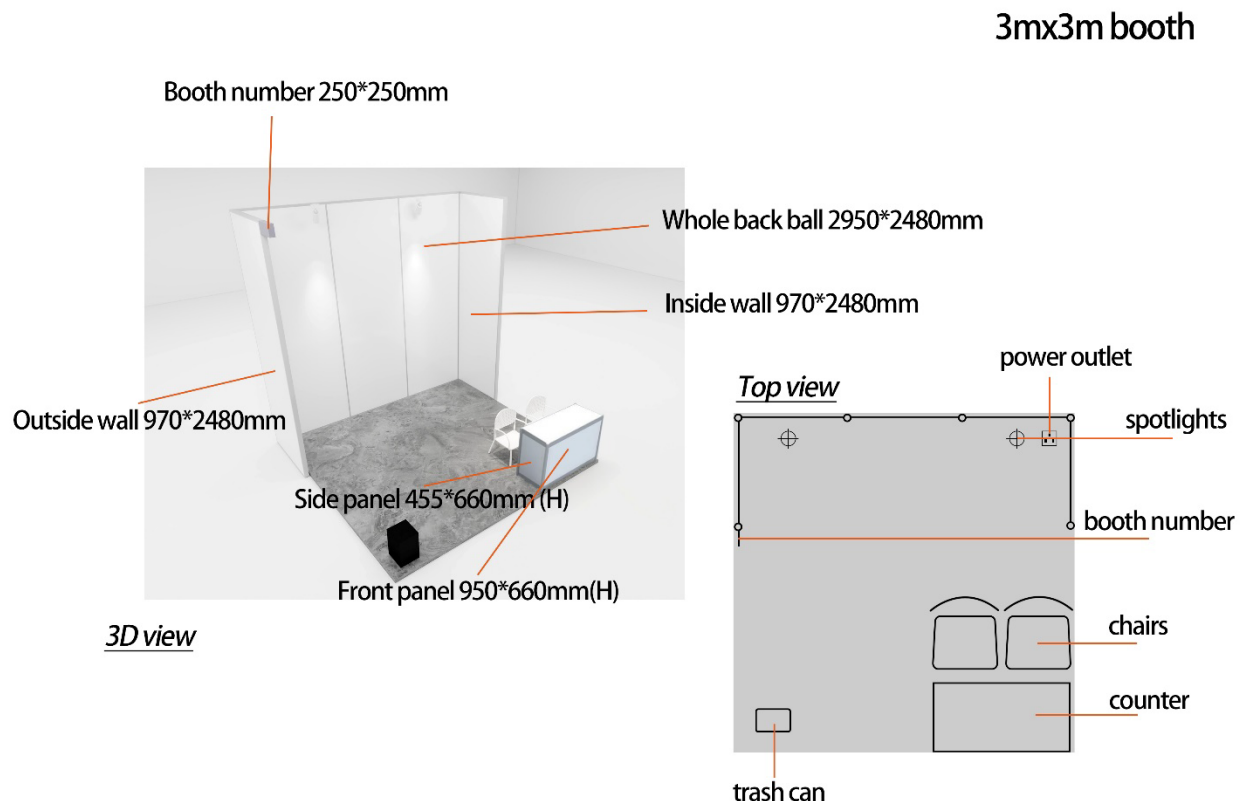 3mx3m booth
Booth number 250*250mm
Whole back ball 2950*2480mm
Inside wall 970*2480mm
Outside wall 970*2480mm
Side panel 455*660mm (H)
Front panel 950*660mm(H)
3D view
Top view
power outlet
spotlights
booth number
chairs
counter
trash can